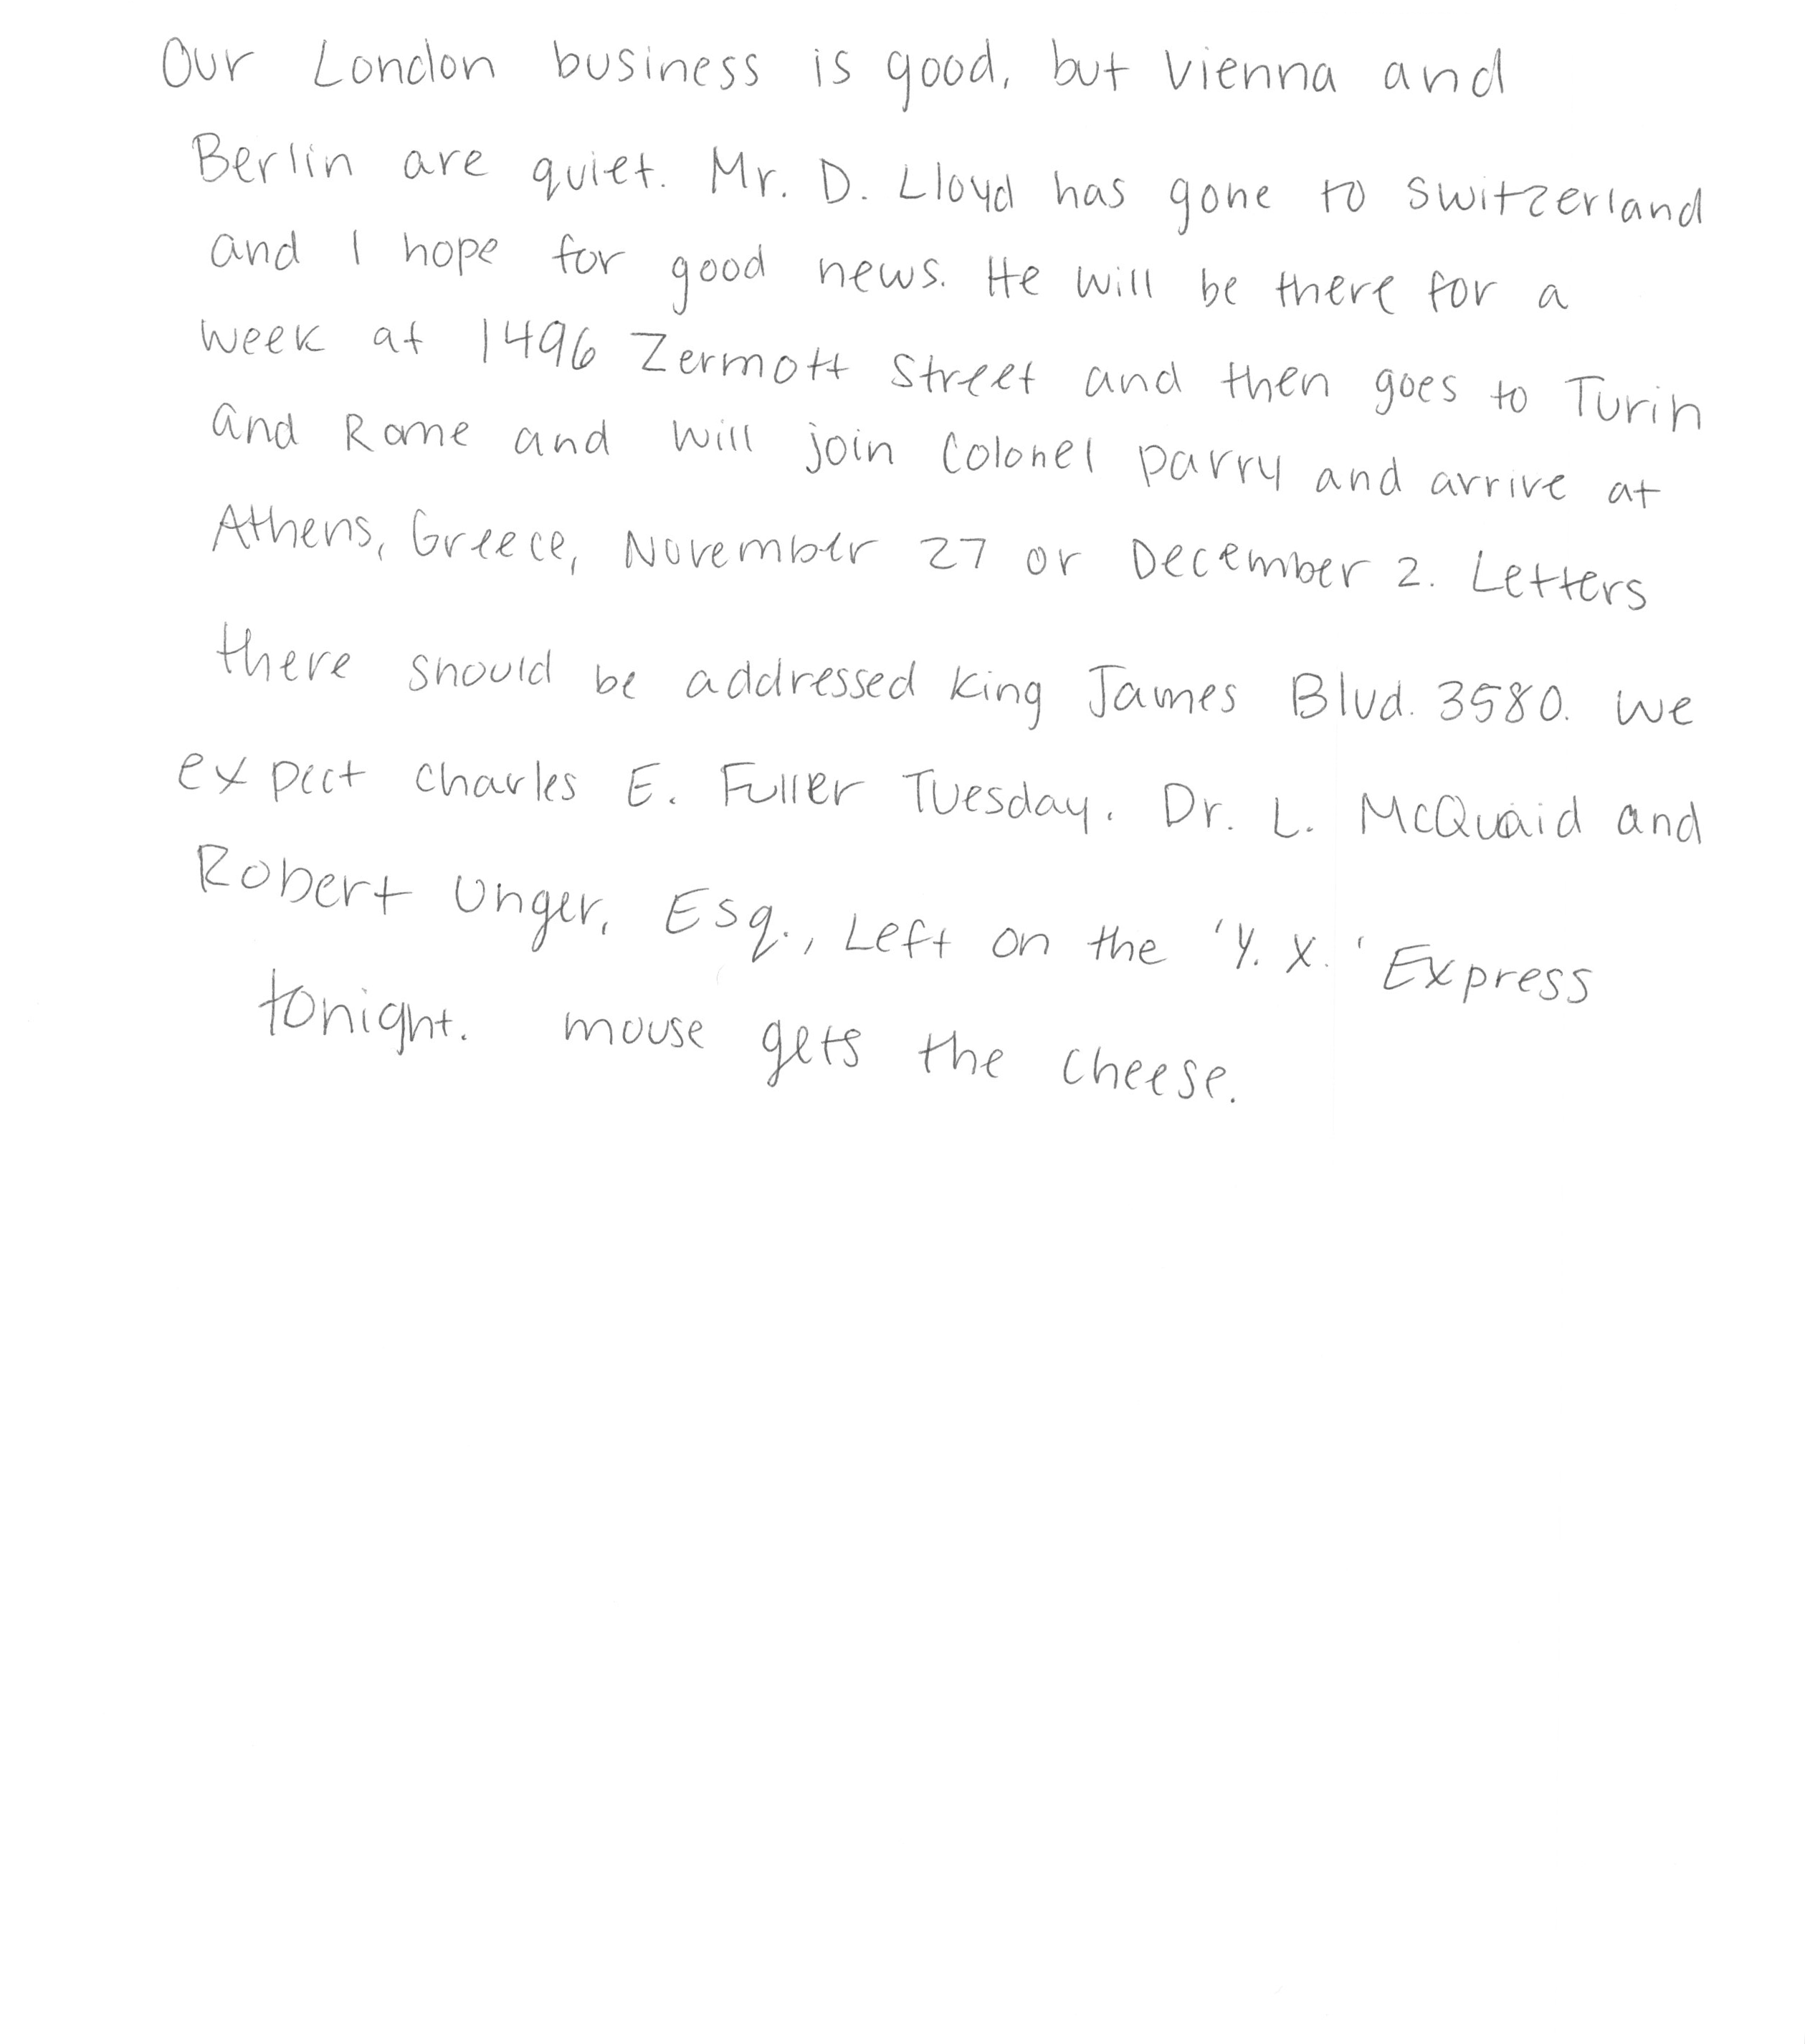 Our London business is good, but Vienna and
Berlin are quiet. Mr. D. Lloyd has gone to Switzerland
and I hope for good news. He will be there for a
week at 1496 Zermott Street and then goes to Turin
and Rome and will join Colonel Parry and arrive at
Athens, Greece, November 27 or December 2. Letters
there should be addressed King James Blvd. 3580. We
expect Charles E. Fuller Tuesday. Dr. L. McQuaid and
Robert Unger, Esq., Left on the 'Y. X.' Express
tonight. mouse gets the cheese.